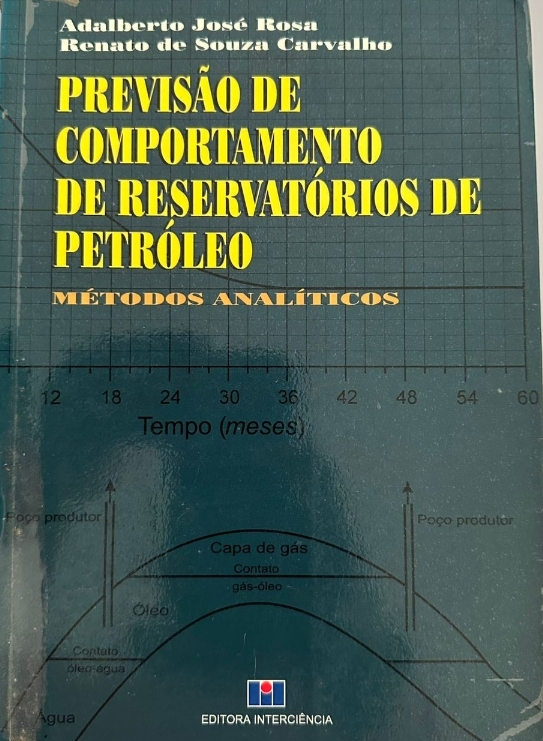 Adalberto José Rosa
Renato de Souza Carvalho
PREVISÃO DE
COMPORTAMENTO
DE RESERVATÓRIOS DE
PETRÓLEO
MÉTODOS ANALÍTICOS
12 18 24 30 36 42 48 54 60
Tempo (meses)
Poço produtor
Poço produtor
Capa de gás
Contato
gás-óleo
Óleo
Contato
óleo-água
Água
EDITORA INTERCIÊNCIA